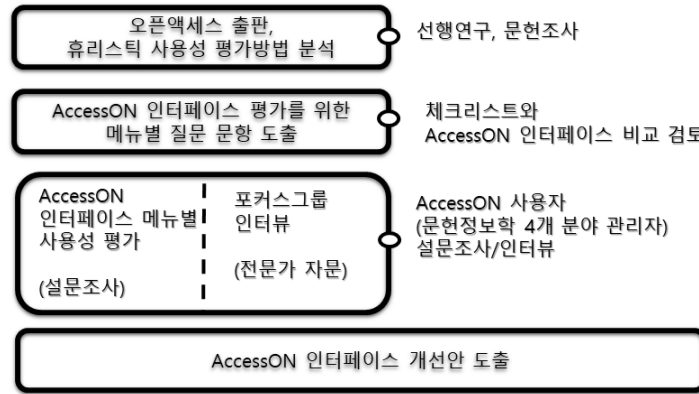 오픈액세스 출판,
휴리스틱 사용성 평가방법 분석
선행연구, 문헌조사
AccessON 인터페이스 평가를 위한
메뉴별 질문 문항 도출
체크리스트와
AccessON 인터페이스 비교 검토
AccessON
인터페이스 메뉴별
사용성 평가
(설문조사)
포커스그룹
인터뷰
(전문가 자문)
AccessON 사용자
(문헌정보학 4개 분야 관리자)
설문조사/인터뷰
AccessON 인터페이스 개선안 도출